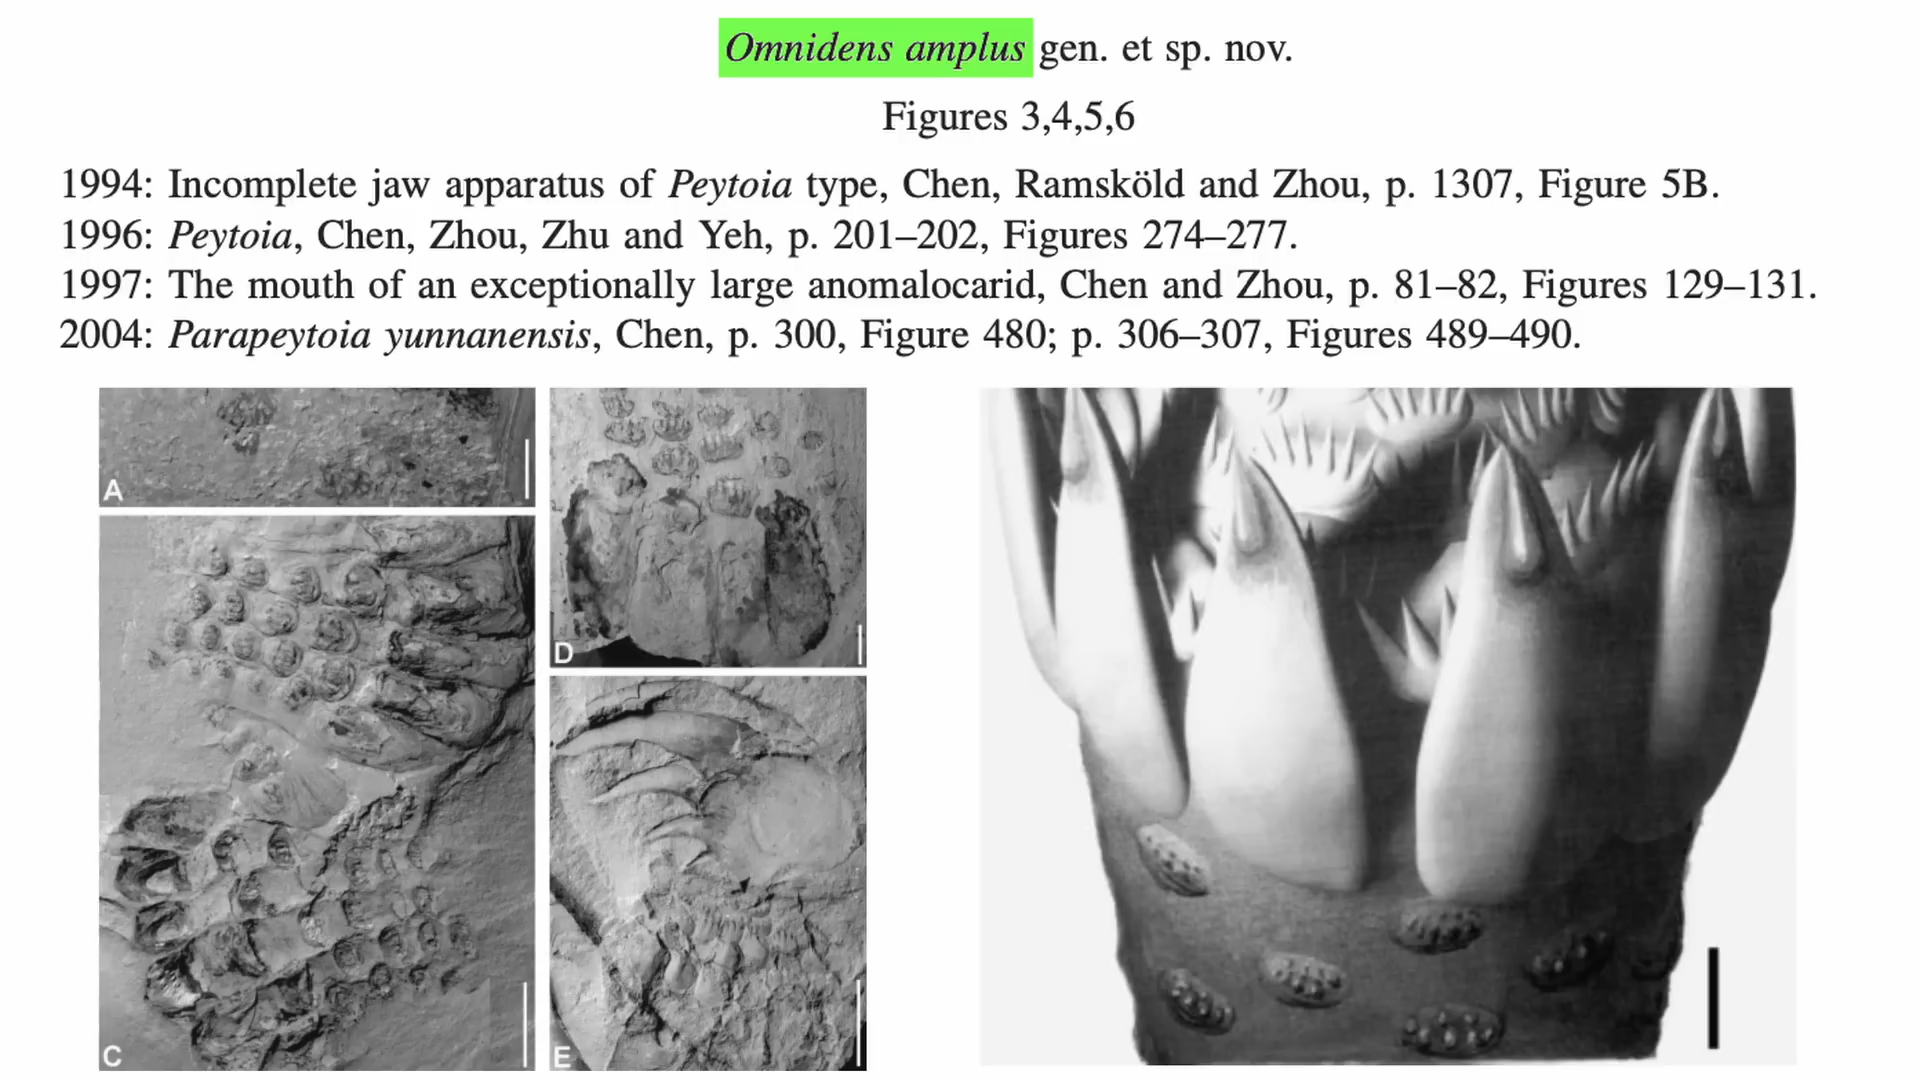 Omnidens amplus gen. et sp. nov.
Figures 3,4,5,6
1994: Incomplete jaw apparatus of Peytoia type, Chen, Ramsköld and Zhou, p. 1307, Figure 5B.
1996: Peytoia, Chen, Zhou, Zhu and Yeh, p. 201–202, Figures 274–277.
1997: The mouth of an exceptionally large anomalocarid, Chen and Zhou, p. 81–82, Figures 129–131.
2004: Parapeytoia yunnanensis, Chen, p. 300, Figure 480; p. 306–307, Figures 489–490.
A
D
C
E